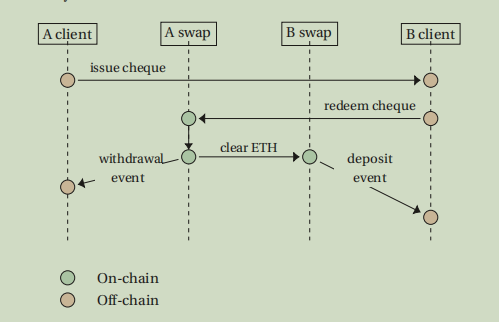 A client
A swap
B swap
B client
issue cheque
redeem cheque
clear ETH
withdrawal
event
deposit
event
On-chain
Off-chain